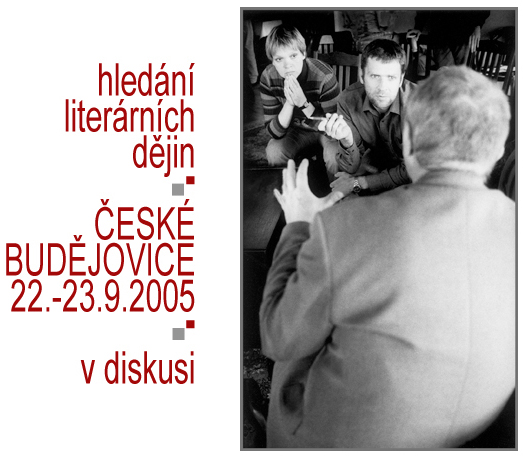 hledání
literárních
dějin
ČESKÉ
BUDĚJOVICE
22.-23.9.2005
v diskusi